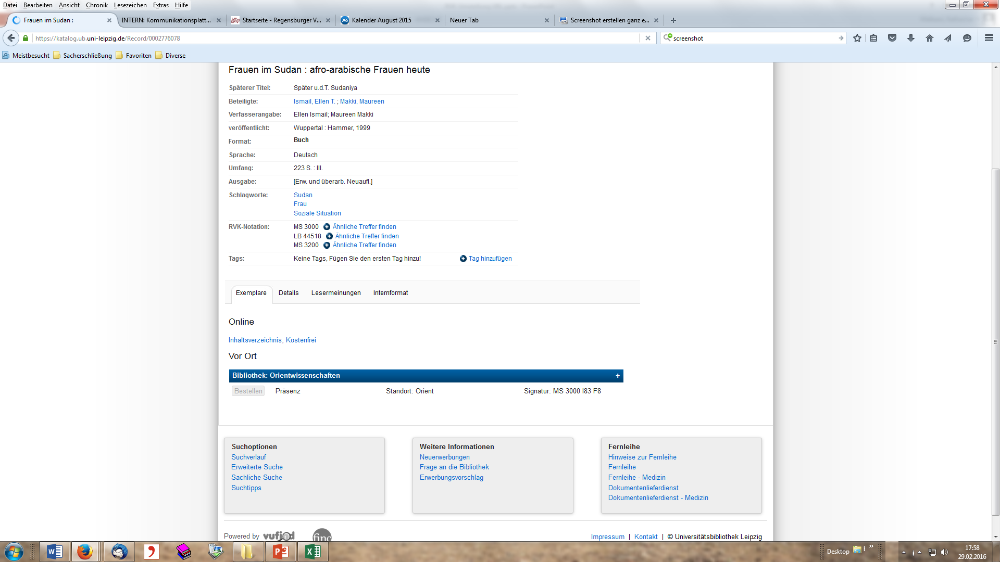 Datei Bearbeiten Ansicht Chronik Lesezeichen Extras Hilfe
Frauen im Sudan :
INTERN: Kommunikationsplatt...
Startseite - Regensburger V...
365 Kalender August 2015
Neuer Tab
Screenshot erstellen ganz e...
https://katalog.ub.uni-leipzig.de/Record/0002776078
screenshot
Meistbesucht Sacherschließung Favoriten Diverse
Frauen im Sudan : afro-arabische Frauen heute
Späterer Titel: Später u.d.T. Sudaniya
Beteiligte: Ismail, Ellen T. ; Makki, Maureen
Verfasserangabe: Ellen Ismail; Maureen Makki
veröffentlicht: Wuppertal : Hammer, 1999
Format: Buch
Sprache: Deutsch
Umfang: 223 S. : Ill.
Ausgabe: [Erw. und überarb. Neuaufl.]
Schlagworte: Sudan
Frau
Soziale Situation
RVK-Notation: MS 3000 Ähnliche Treffer finden
LB 44518 Ähnliche Treffer finden
MS 3200 Ähnliche Treffer finden
Tags: Keine Tags, Fügen Sie den ersten Tag hinzu! Tag hinzufügen
Exemplare Details Lesermeinungen Internformat
Online
Inhaltsverzeichnis, Kostenfrei
Vor Ort
Bibliothek: Orientwissenschaften +
Bestellen Präsenz Standort: Orient Signatur: MS 3000 I83 F8
Suchoptionen
Suchverlauf
Erweiterte Suche
Sachliche Suche
Suchtipps
Weitere Informationen
Neuerwerbungen
Frage an die Bibliothek
Erwerbungsvorschlag
Fernleihe
Hinweise zur Fernleihe
Fernleihe
Fernleihe - Medizin
Dokumentenlieferdienst
Dokumentenlieferdienst - Medizin
Powered by vufind finc
Impressum | Kontakt | © Universitätsbibliothek Leipzig
Desktop
17:58
29.02.2016